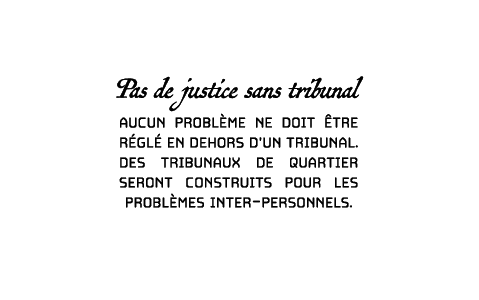 Pas de justice sans tribunal
AUCUN PROBLÈME NE DOIT ÊTRE
RÉGLÉ EN DEHORS D'UN TRIBUNAL.
DES TRIBUNAUX DE QUARTIER
SERONT CONSTRUITS POUR LES
PROBLÈMES INTER-PERSONNELS.